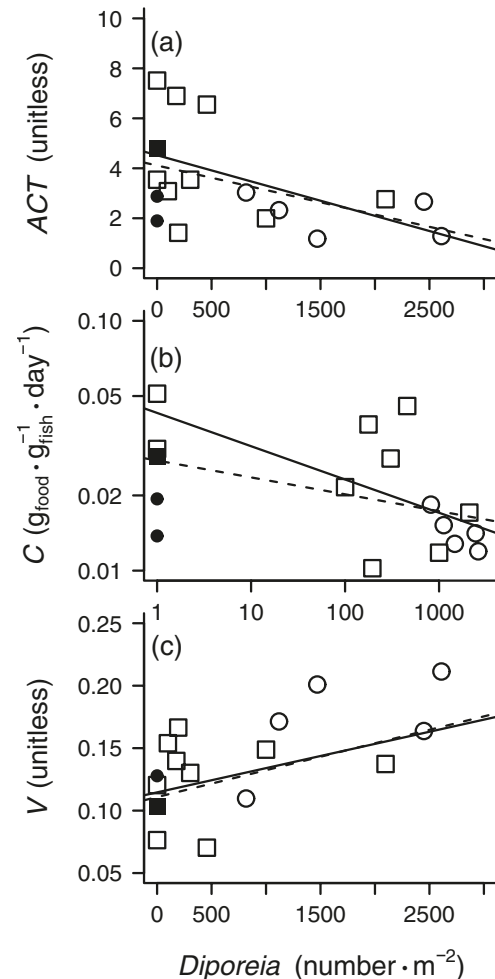 (a)
ACT (unitless)
10
8
6
4
2
0
0 500 1500 2500
(b)
C (g_food · g_fish^−1 · day^−1)
0.10
0.05
0.02
0.01
1 10 100 1000
(c)
V (unitless)
0.25
0.20
0.15
0.10
0.05
0 500 1500 2500
Diporeia (number · m^−2)